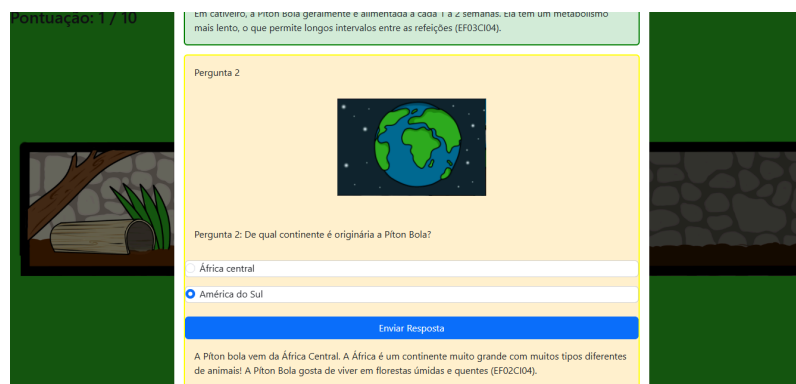 Pontuação: 1 / 10
Em cativeiro, a Píton Bola geralmente é alimentada a cada 1 a 2 semanas. Ela tem um metabolismo
mais lento, o que permite longos intervalos entre as refeições (EF03CI04).
Pergunta 2
Pergunta 2: De qual continente é originária a Píton Bola?
África central
América do Sul
Enviar Resposta
A Píton bola vem da África Central. A África é um continente muito grande com muitos tipos diferentes
de animais! A Píton Bola gosta de viver em florestas úmidas e quentes (EF02CI04).